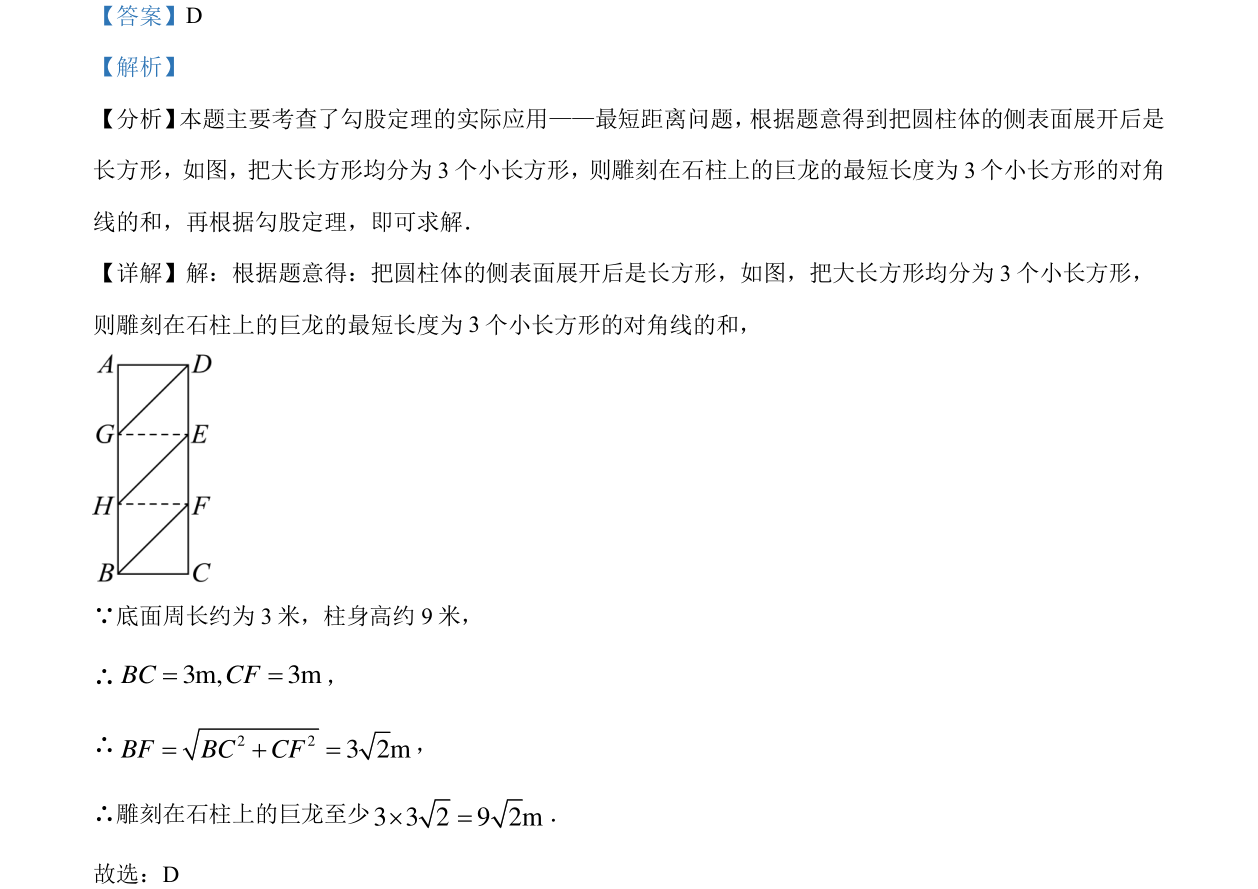 【答案】D
【解析】
【分析】本题主要考查了勾股定理的实际应用——最短距离问题，根据题意得到把圆柱体的侧表面展开后是
长方形，如图，把大长方形均分为 3 个小长方形，则雕刻在石柱上的巨龙的最短长度为 3 个小长方形的对角
线的和，再根据勾股定理，即可求解．
【详解】解：根据题意得：把圆柱体的侧表面展开后是长方形，如图，把大长方形均分为 3 个小长方形，
则雕刻在石柱上的巨龙的最短长度为 3 个小长方形的对角线的和，
A D
G E
H F
B C
∵底面周长约为 3 米，柱身高约 9 米，
∴ BC = 3m, CF = 3m，
∴ BF = √(BC² + CF²) = 3√2m，
∴雕刻在石柱上的巨龙至少 3×3√2 = 9√2m．
故选：D